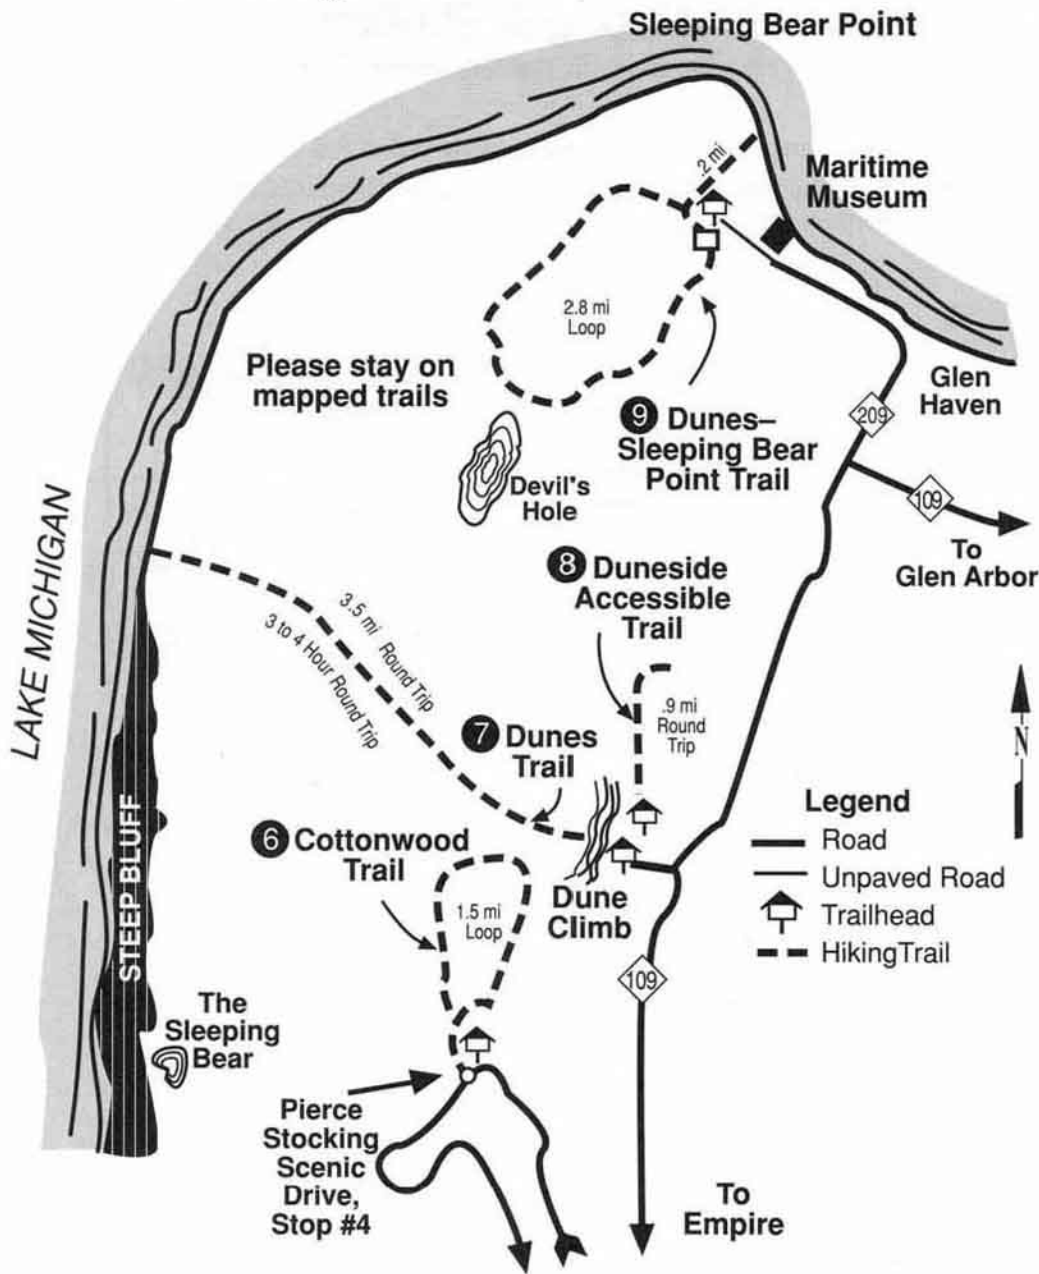 Sleeping Bear Point
.2 mi
Maritime
Museum
2.8 mi
Loop
Please stay on
mapped trails
Glen
Haven
209
9 Dunes–
Sleeping Bear
Point Trail
Devil's
Hole
109
To
Glen Arbor
LAKE MICHIGAN
8 Duneside
Accessible
Trail
3.5 mi Round Trip
3 to 4 Hour Round Trip
.9 mi
Round
Trip
N
7 Dunes
Trail
Legend
Road
Unpaved Road
Trailhead
HikingTrail
6 Cottonwood
Trail
1.5 mi
Loop
Dune
Climb
STEEP BLUFF
109
The
Sleeping
Bear
Pierce
Stocking
Scenic
Drive,
Stop #4
To
Empire